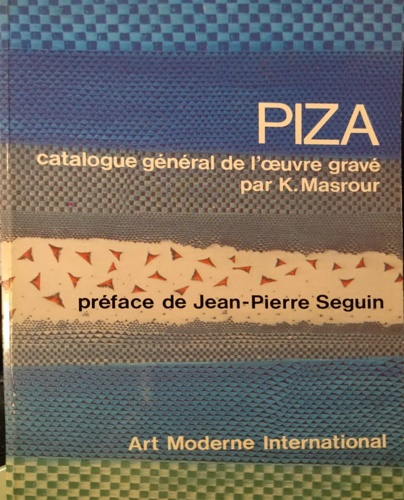 PIZA
catalogue général de l'œuvre gravé
par K. Masrour
préface de Jean-Pierre Seguin
Art Moderne International